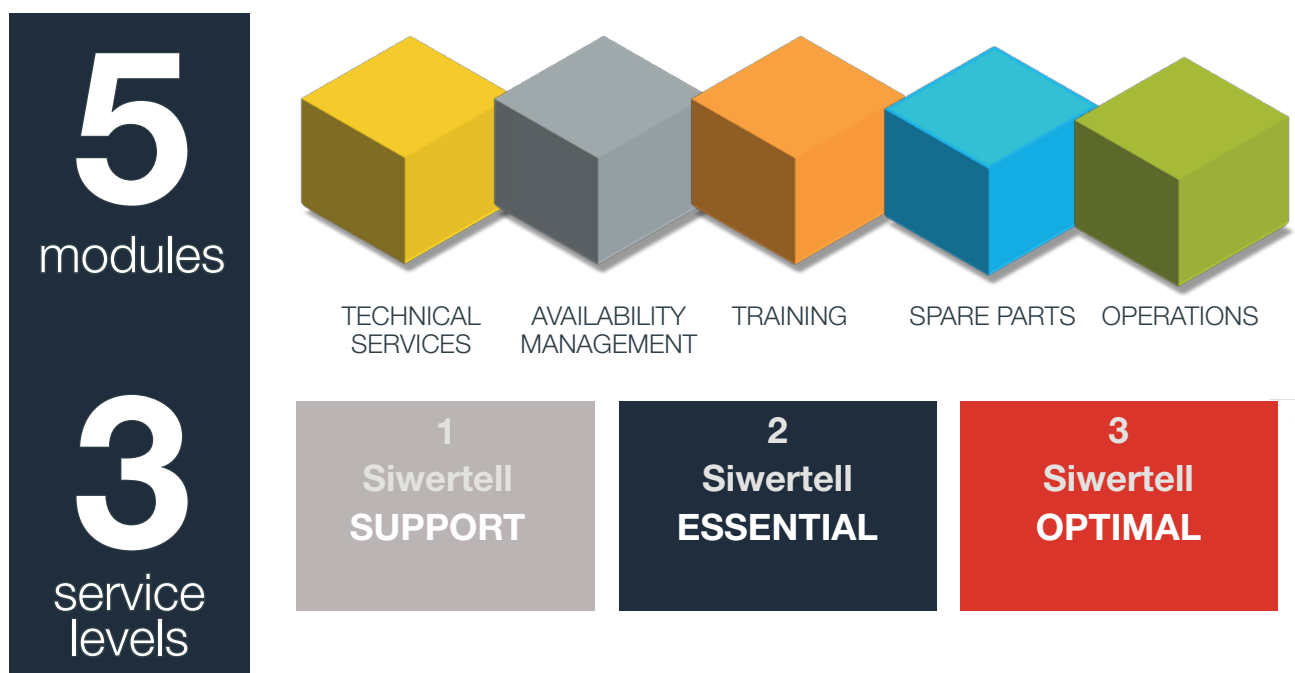 5
modules
TECHNICAL
SERVICES
AVAILABILITY
MANAGEMENT
TRAINING
SPARE PARTS
OPERATIONS
3
service
levels
1
Siwertell
SUPPORT
2
Siwertell
ESSENTIAL
3
Siwertell
OPTIMAL